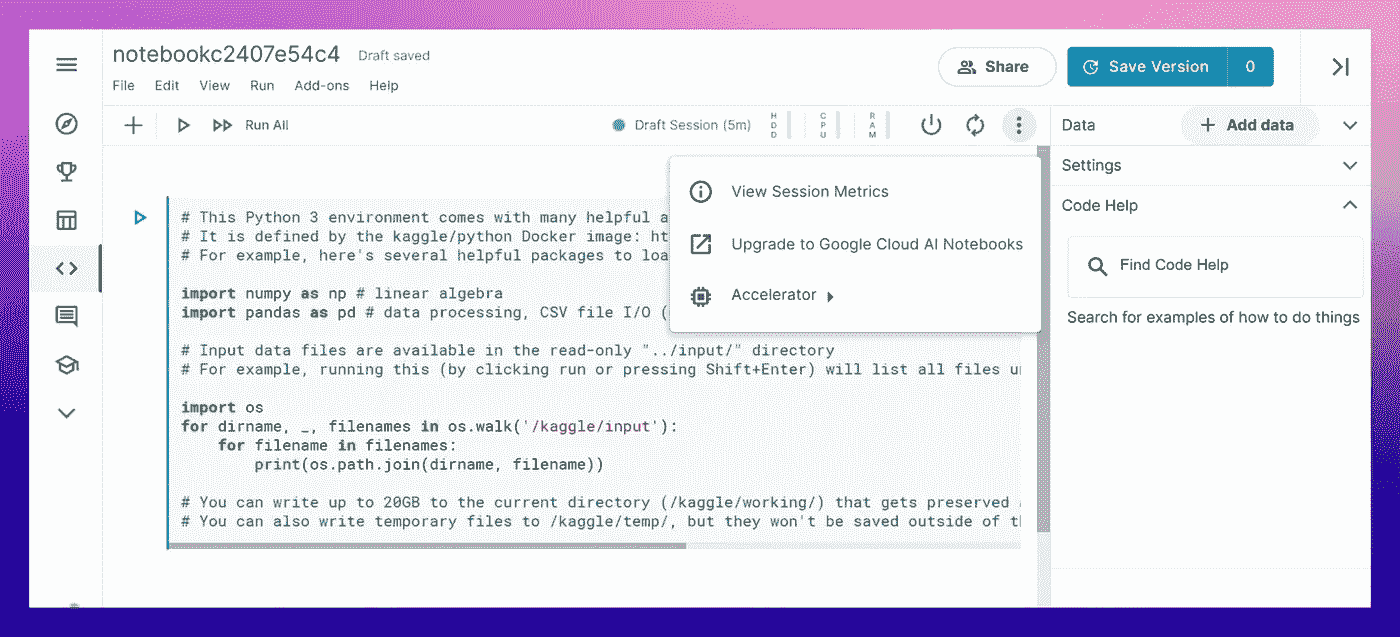 notebookc2407e54c4 Draft saved
File Edit View Run Add-ons Help
Share
Save Version 0
Run All
Draft Session (5m)
HDD
CPU
RAM
Data
Add data
Settings
Code Help
Find Code Help
Search for examples of how to do things
View Session Metrics
Upgrade to Google Cloud AI Notebooks
Accelerator
# This Python 3 environment comes with many helpful a
# It is defined by the kaggle/python Docker image: ht
# For example, here's several helpful packages to loa
import numpy as np # linear algebra
import pandas as pd # data processing, CSV file I/O (
# Input data files are available in the read-only "../input/" directory
# For example, running this (by clicking run or pressing Shift+Enter) will list all files u
import os
for dirname, _, filenames in os.walk('/kaggle/input'):
    for filename in filenames:
        print(os.path.join(dirname, filename))
# You can write up to 20GB to the current directory (/kaggle/working/) that gets preserved
# You can also write temporary files to /kaggle/temp/, but they won't be saved outside of t